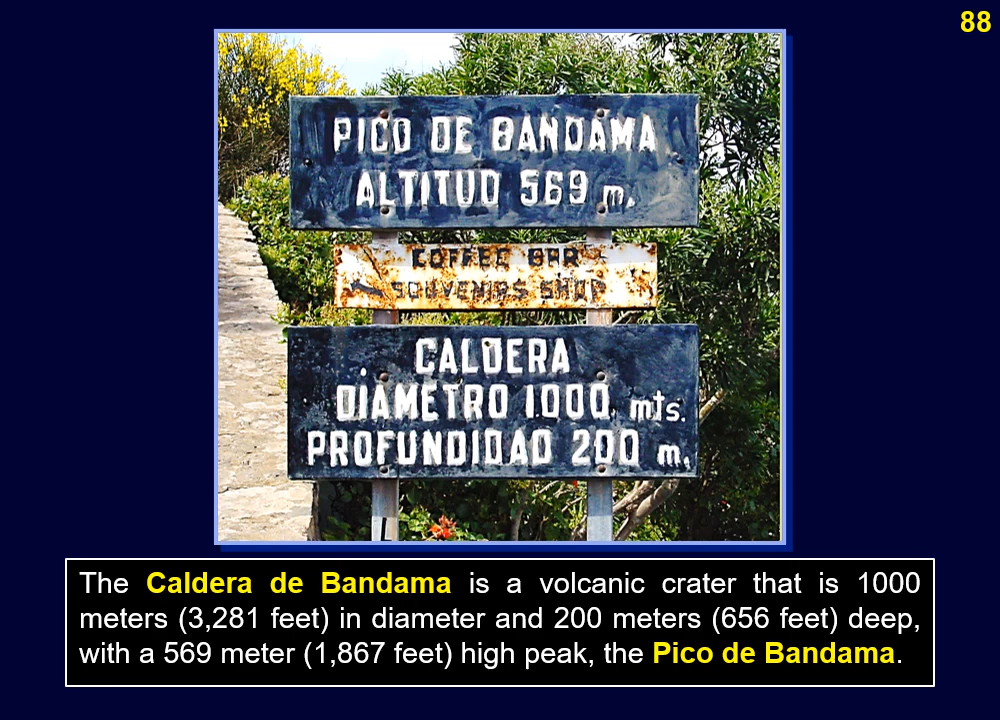 88
PICO DE BANDAMA
ALTITUD 569 m.
COFFEE BAR
SOUVENIRS SHOP
CALDERA
DIAMETRO 1.000 mts.
PROFUNDIDAD 200 m.
The Caldera de Bandama is a volcanic crater that is 1000
meters (3,281 feet) in diameter and 200 meters (656 feet) deep,
with a 569 meter (1,867 feet) high peak, the Pico de Bandama.